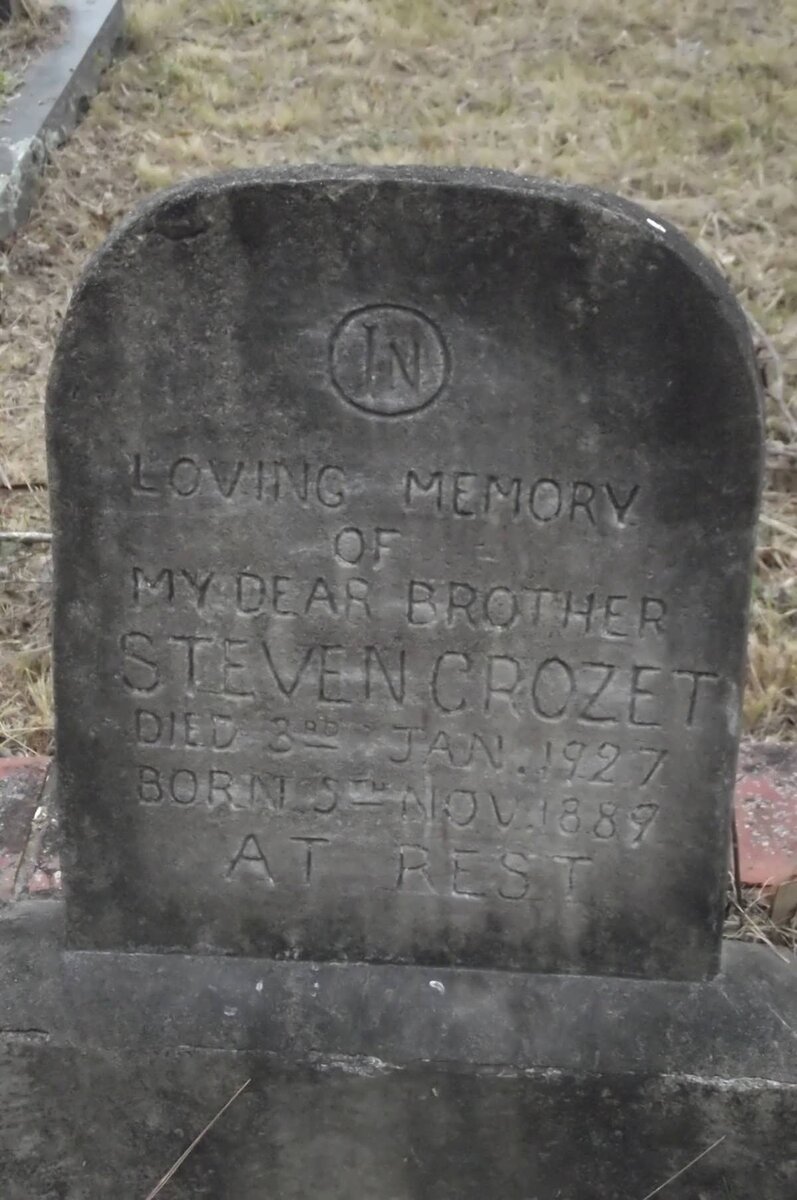 IN
LOVING MEMORY
OF
MY DEAR BROTHER
STEVEN CROZET
DIED 3RD JAN. 1927
BORN 5TH NOV. 1889
AT REST